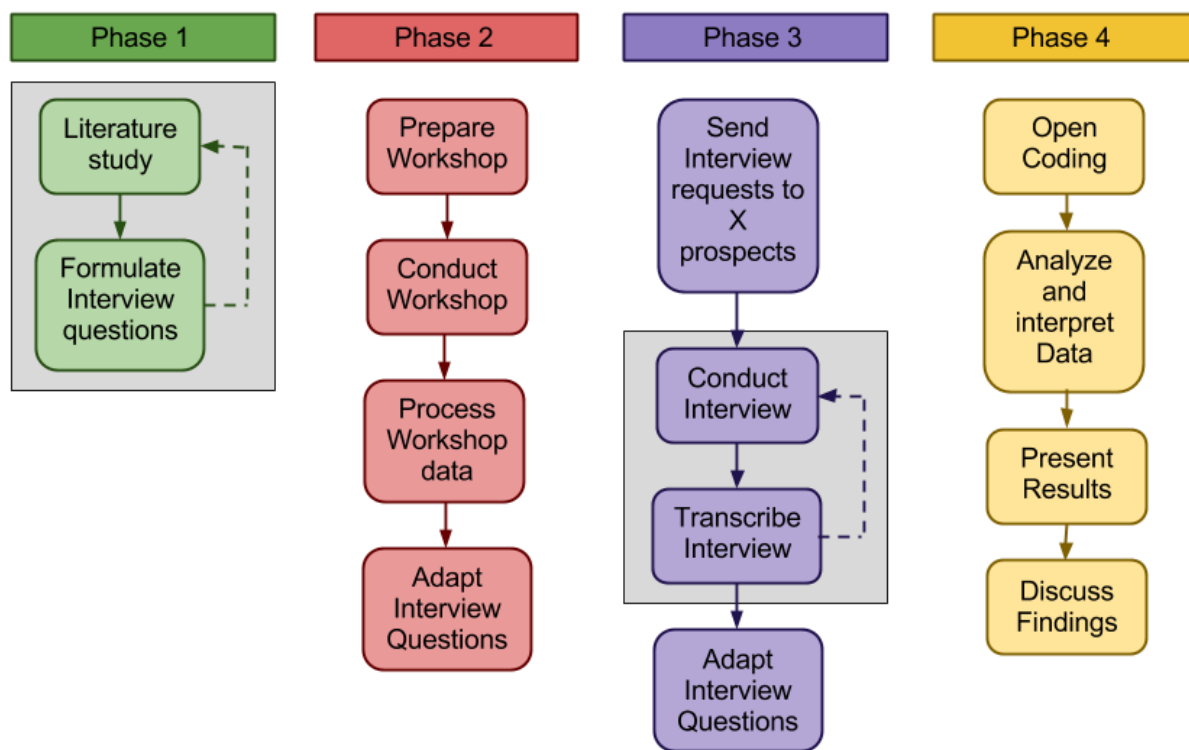 Phase 1
Literature
study
Formulate
Interview
questions
Phase 2
Prepare
Workshop
Conduct
Workshop
Process
Workshop
data
Adapt
Interview
Questions
Phase 3
Send
Interview
requests to
X
prospects
Conduct
Interview
Transcribe
Interview
Adapt
Interview
Questions
Phase 4
Open
Coding
Analyze
and
interpret
Data
Present
Results
Discuss
Findings